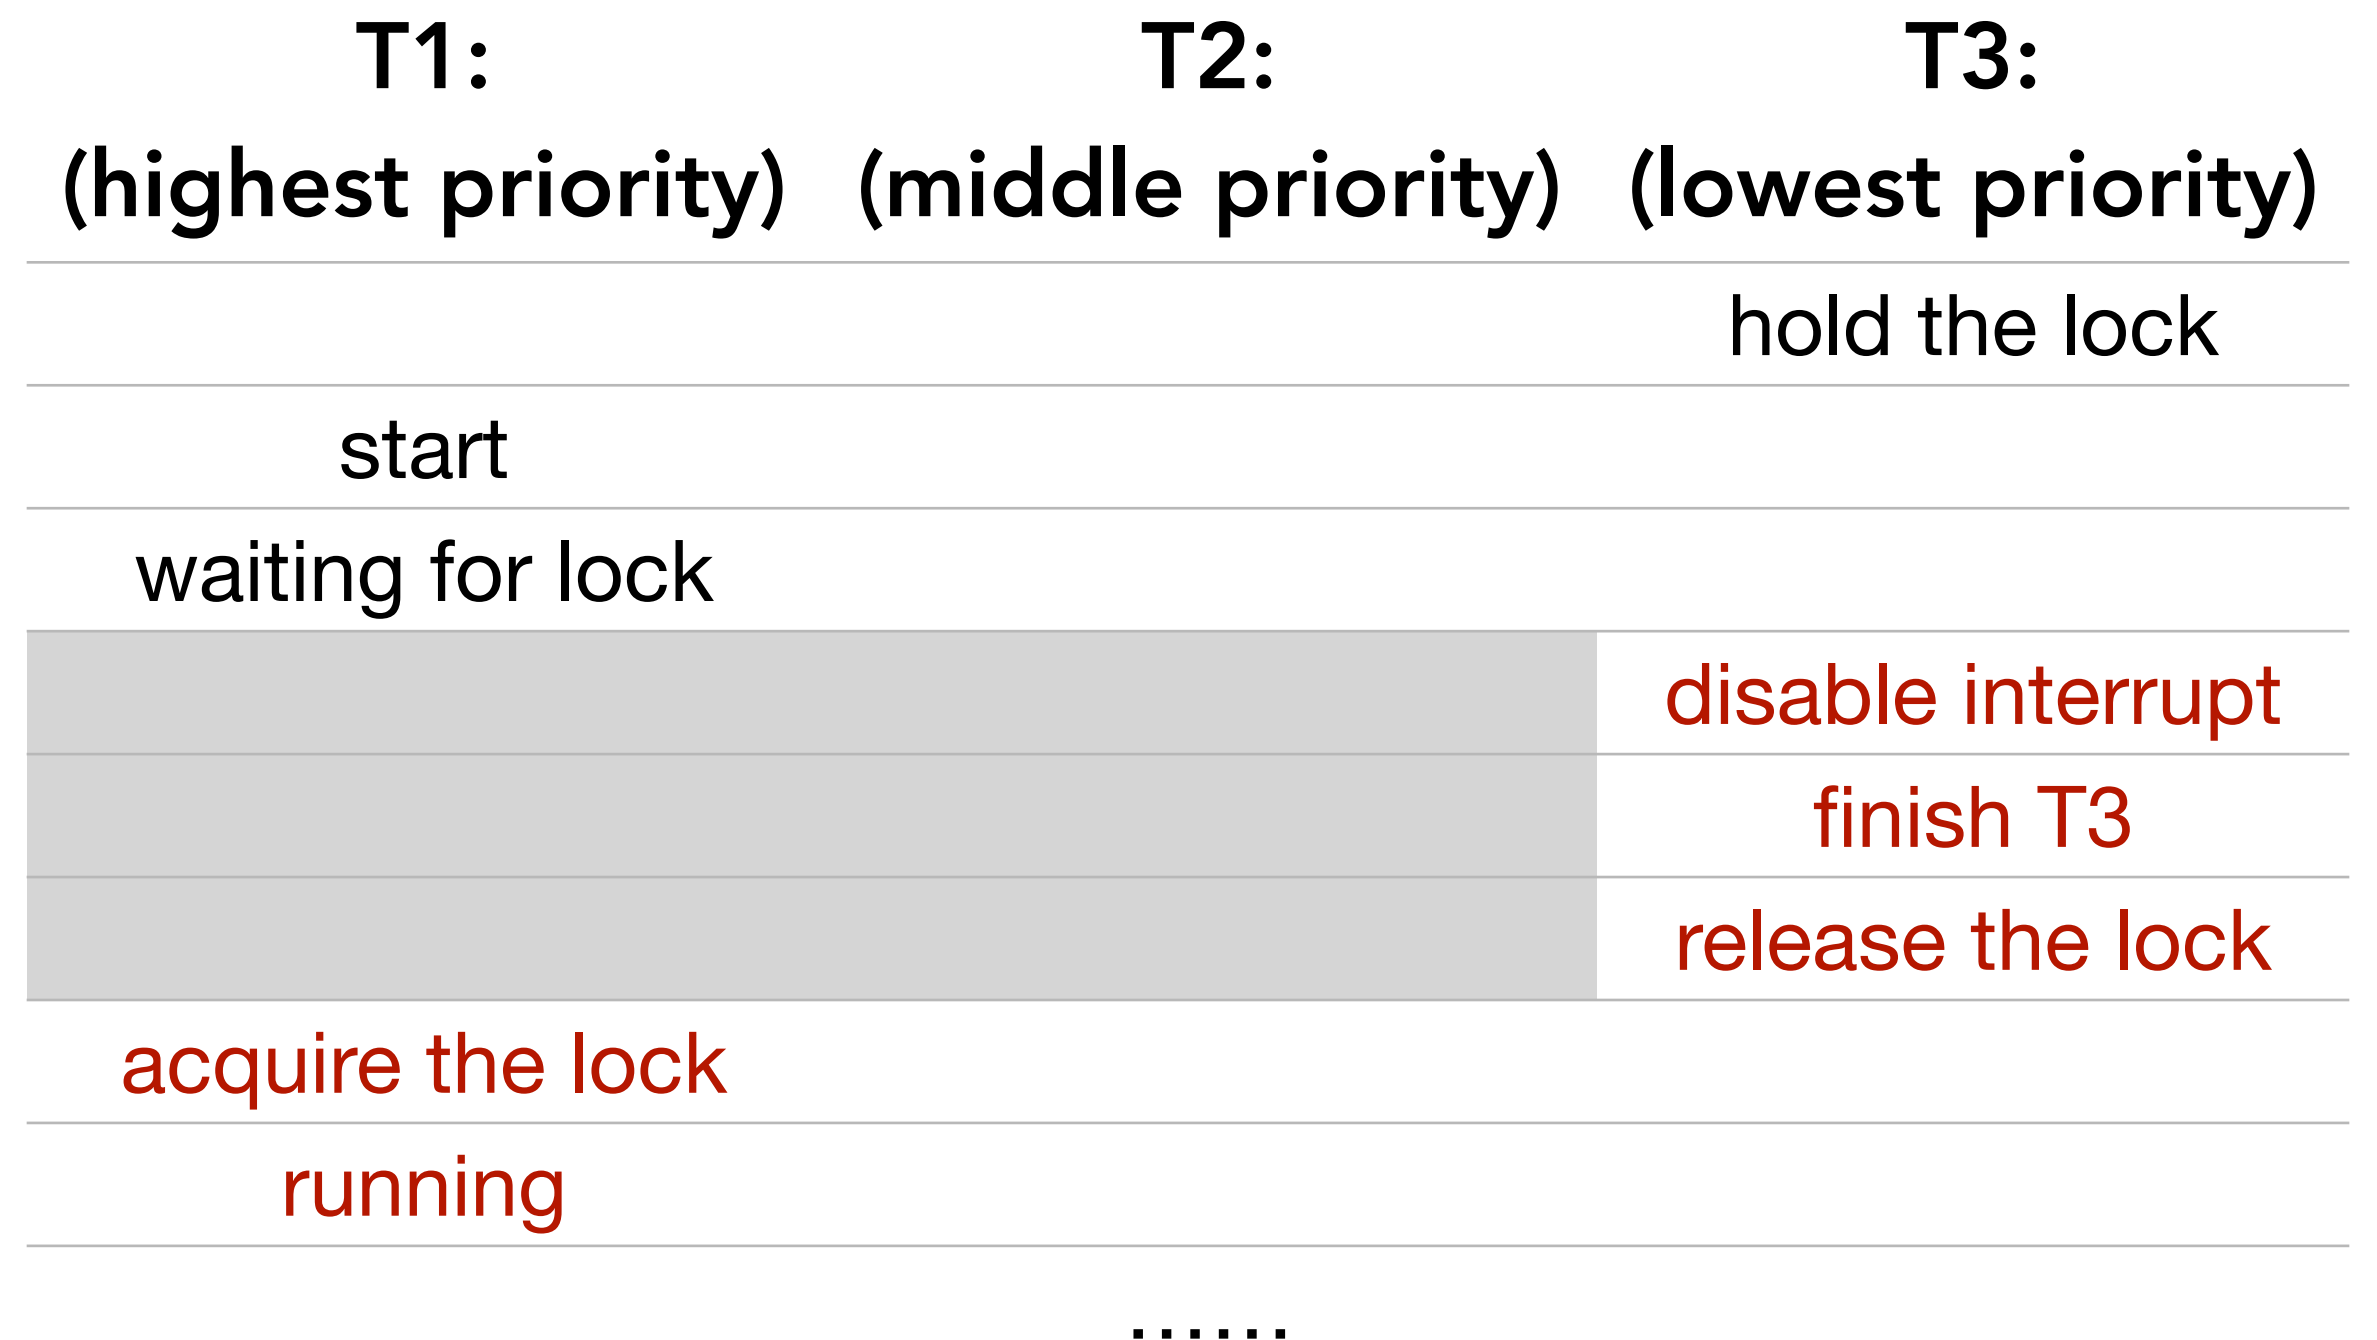 T1: T2: T3:
(highest priority) (middle priority) (lowest priority)
hold the lock
start
waiting for lock
disable interrupt
finish T3
release the lock
acquire the lock
running
......